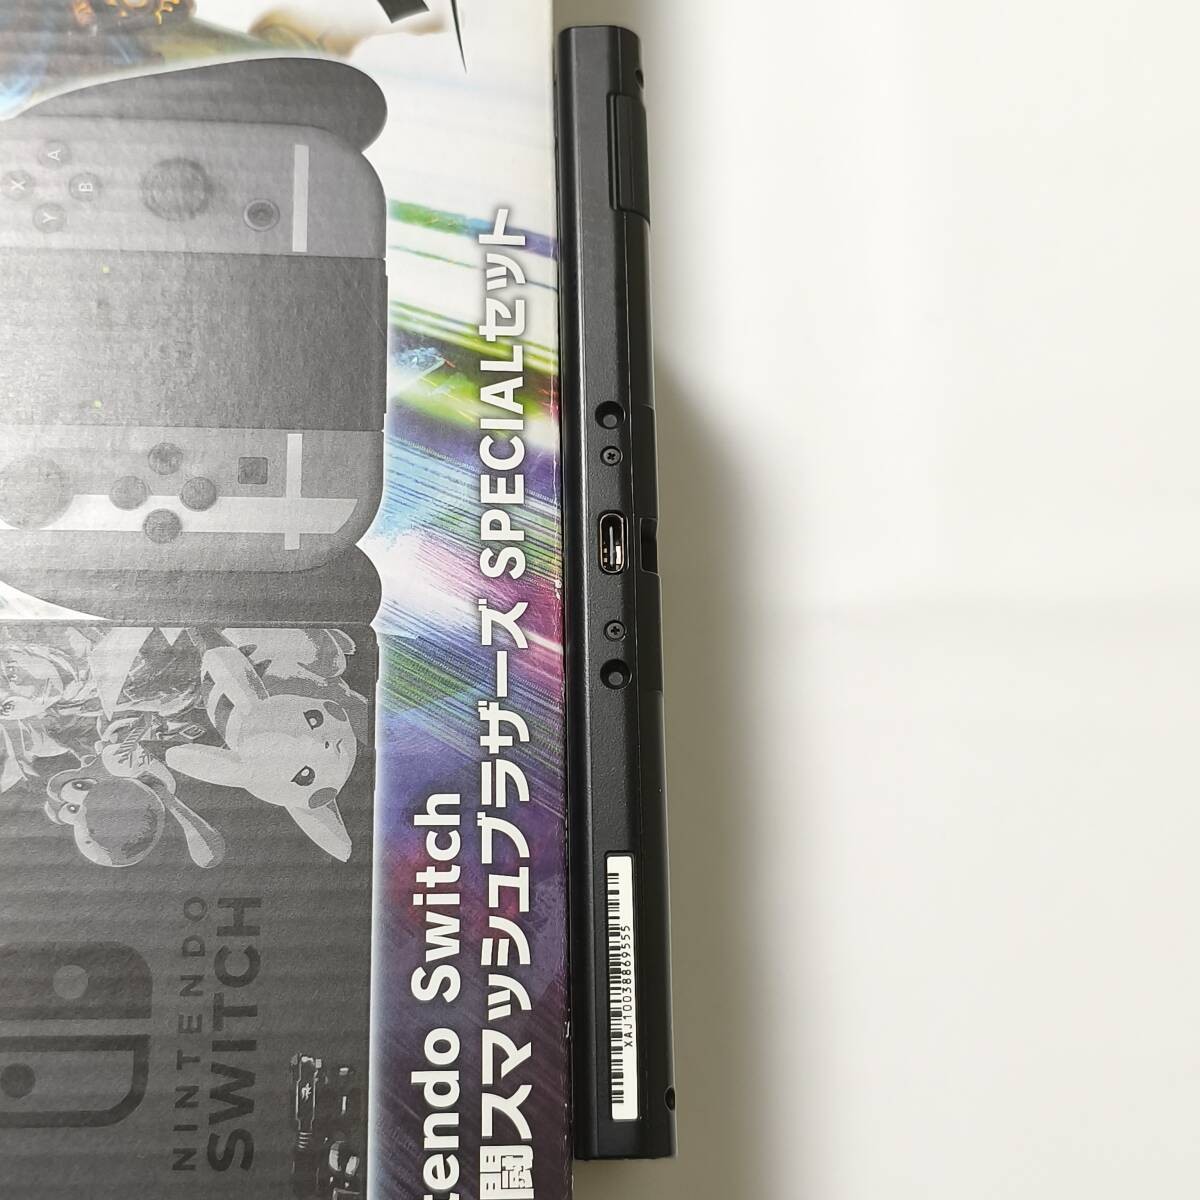 tendo Switch
闘スマッシュブラザーズ SPECIALセット
NINTENDO
SWITCH
XAJ10038869555
A
X
B
Y